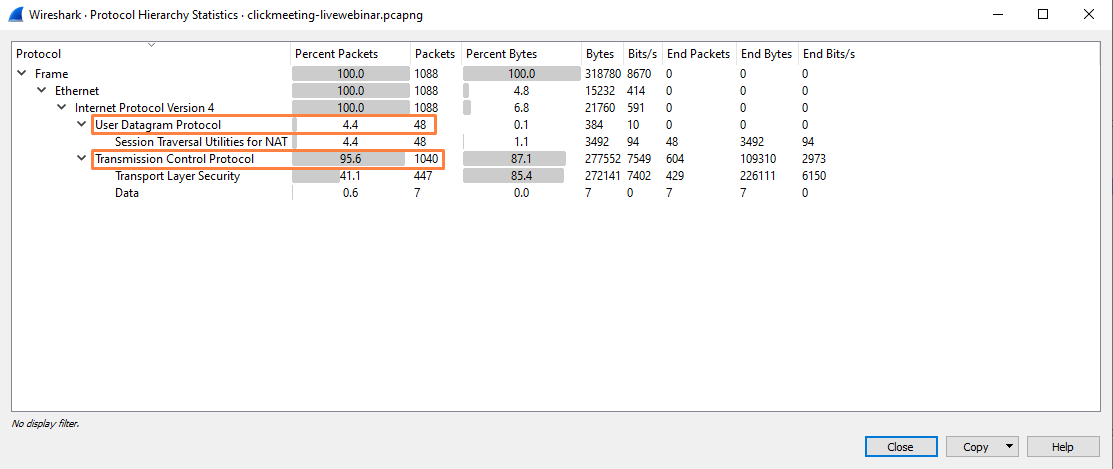 Wireshark · Protocol Hierarchy Statistics · clickmeeting-livewebinar.pcapng
Protocol Percent Packets Packets Percent Bytes Bytes Bits/s End Packets End Bytes End Bits/s
Frame 100.0 1088 100.0 318780 8670 0 0 0
Ethernet 100.0 1088 4.8 15232 414 0 0 0
Internet Protocol Version 4 100.0 1088 6.8 21760 591 0 0 0
User Datagram Protocol 4.4 48 0.1 384 10 0 0 0
Session Traversal Utilities for NAT 4.4 48 1.1 3492 94 48 3492 94
Transmission Control Protocol 95.6 1040 87.1 277552 7549 604 109310 2973
Transport Layer Security 41.1 447 85.4 272141 7402 429 226111 6150
Data 0.6 7 0.0 7 0 7 7 0
No display filter.
Close Copy Help